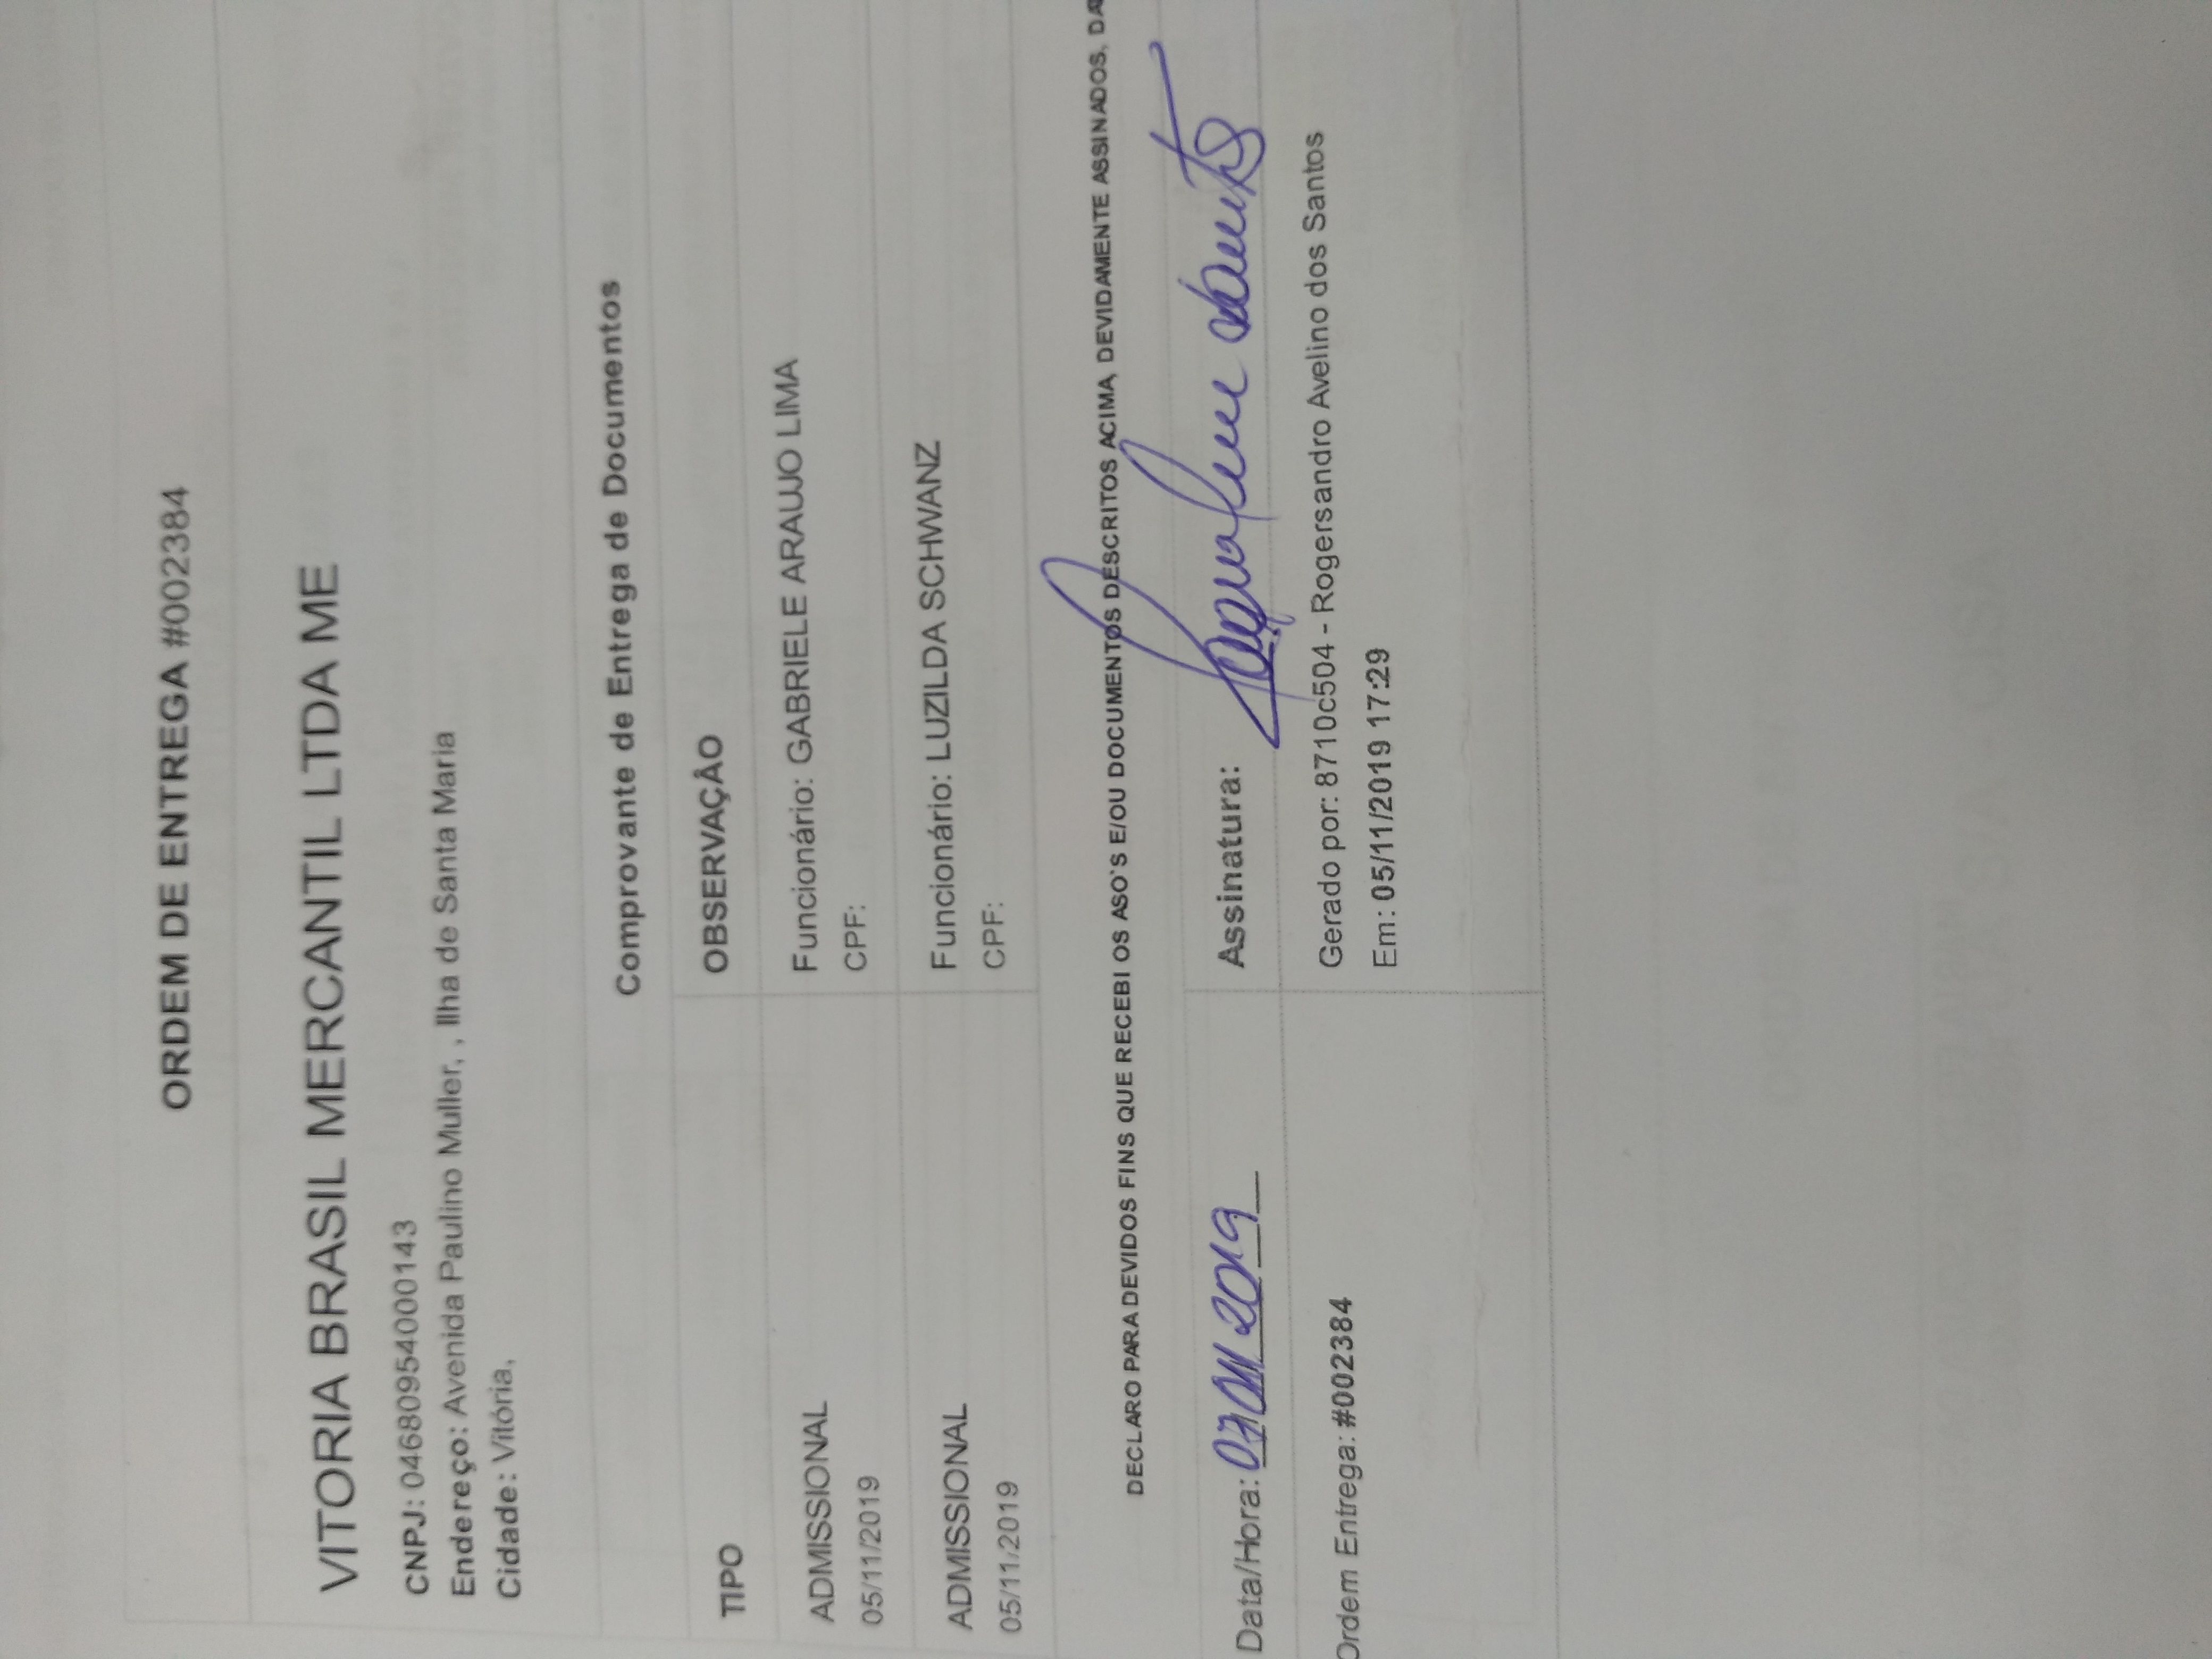 ORDEM DE ENTREGA #002384
VITORIA BRASIL MERCANTIL LTDA ME
CNPJ: 04680954000143
Endereço: Avenida Paulino Muller, , Ilha de Santa Maria
Cidade: Vitória,
Comprovante de Entrega de Documentos
TIPO OBSERVAÇÂO
ADMISSIONAL Funcionário: GABRIELE ARAUJO LIMA
05/11/2019 CPF:
ADMISSIONAL Funcionário: LUZILDA SCHWANZ
05/11/2019 CPF:
DECLARO PARA DEVIDOS FINS QUE RECEBI OS ASO'S E/OU DOCUMENTOS DESCRITOS ACIMA, DEVIDAMENTE ASSINADOS, DA
Data/Hora: 07 11 2019 Assinatura:
Ordem Entrega: #002384 Gerado por: 8710c504 - Rogersandro Avelino dos Santos
Em: 05/11/2019 17:29